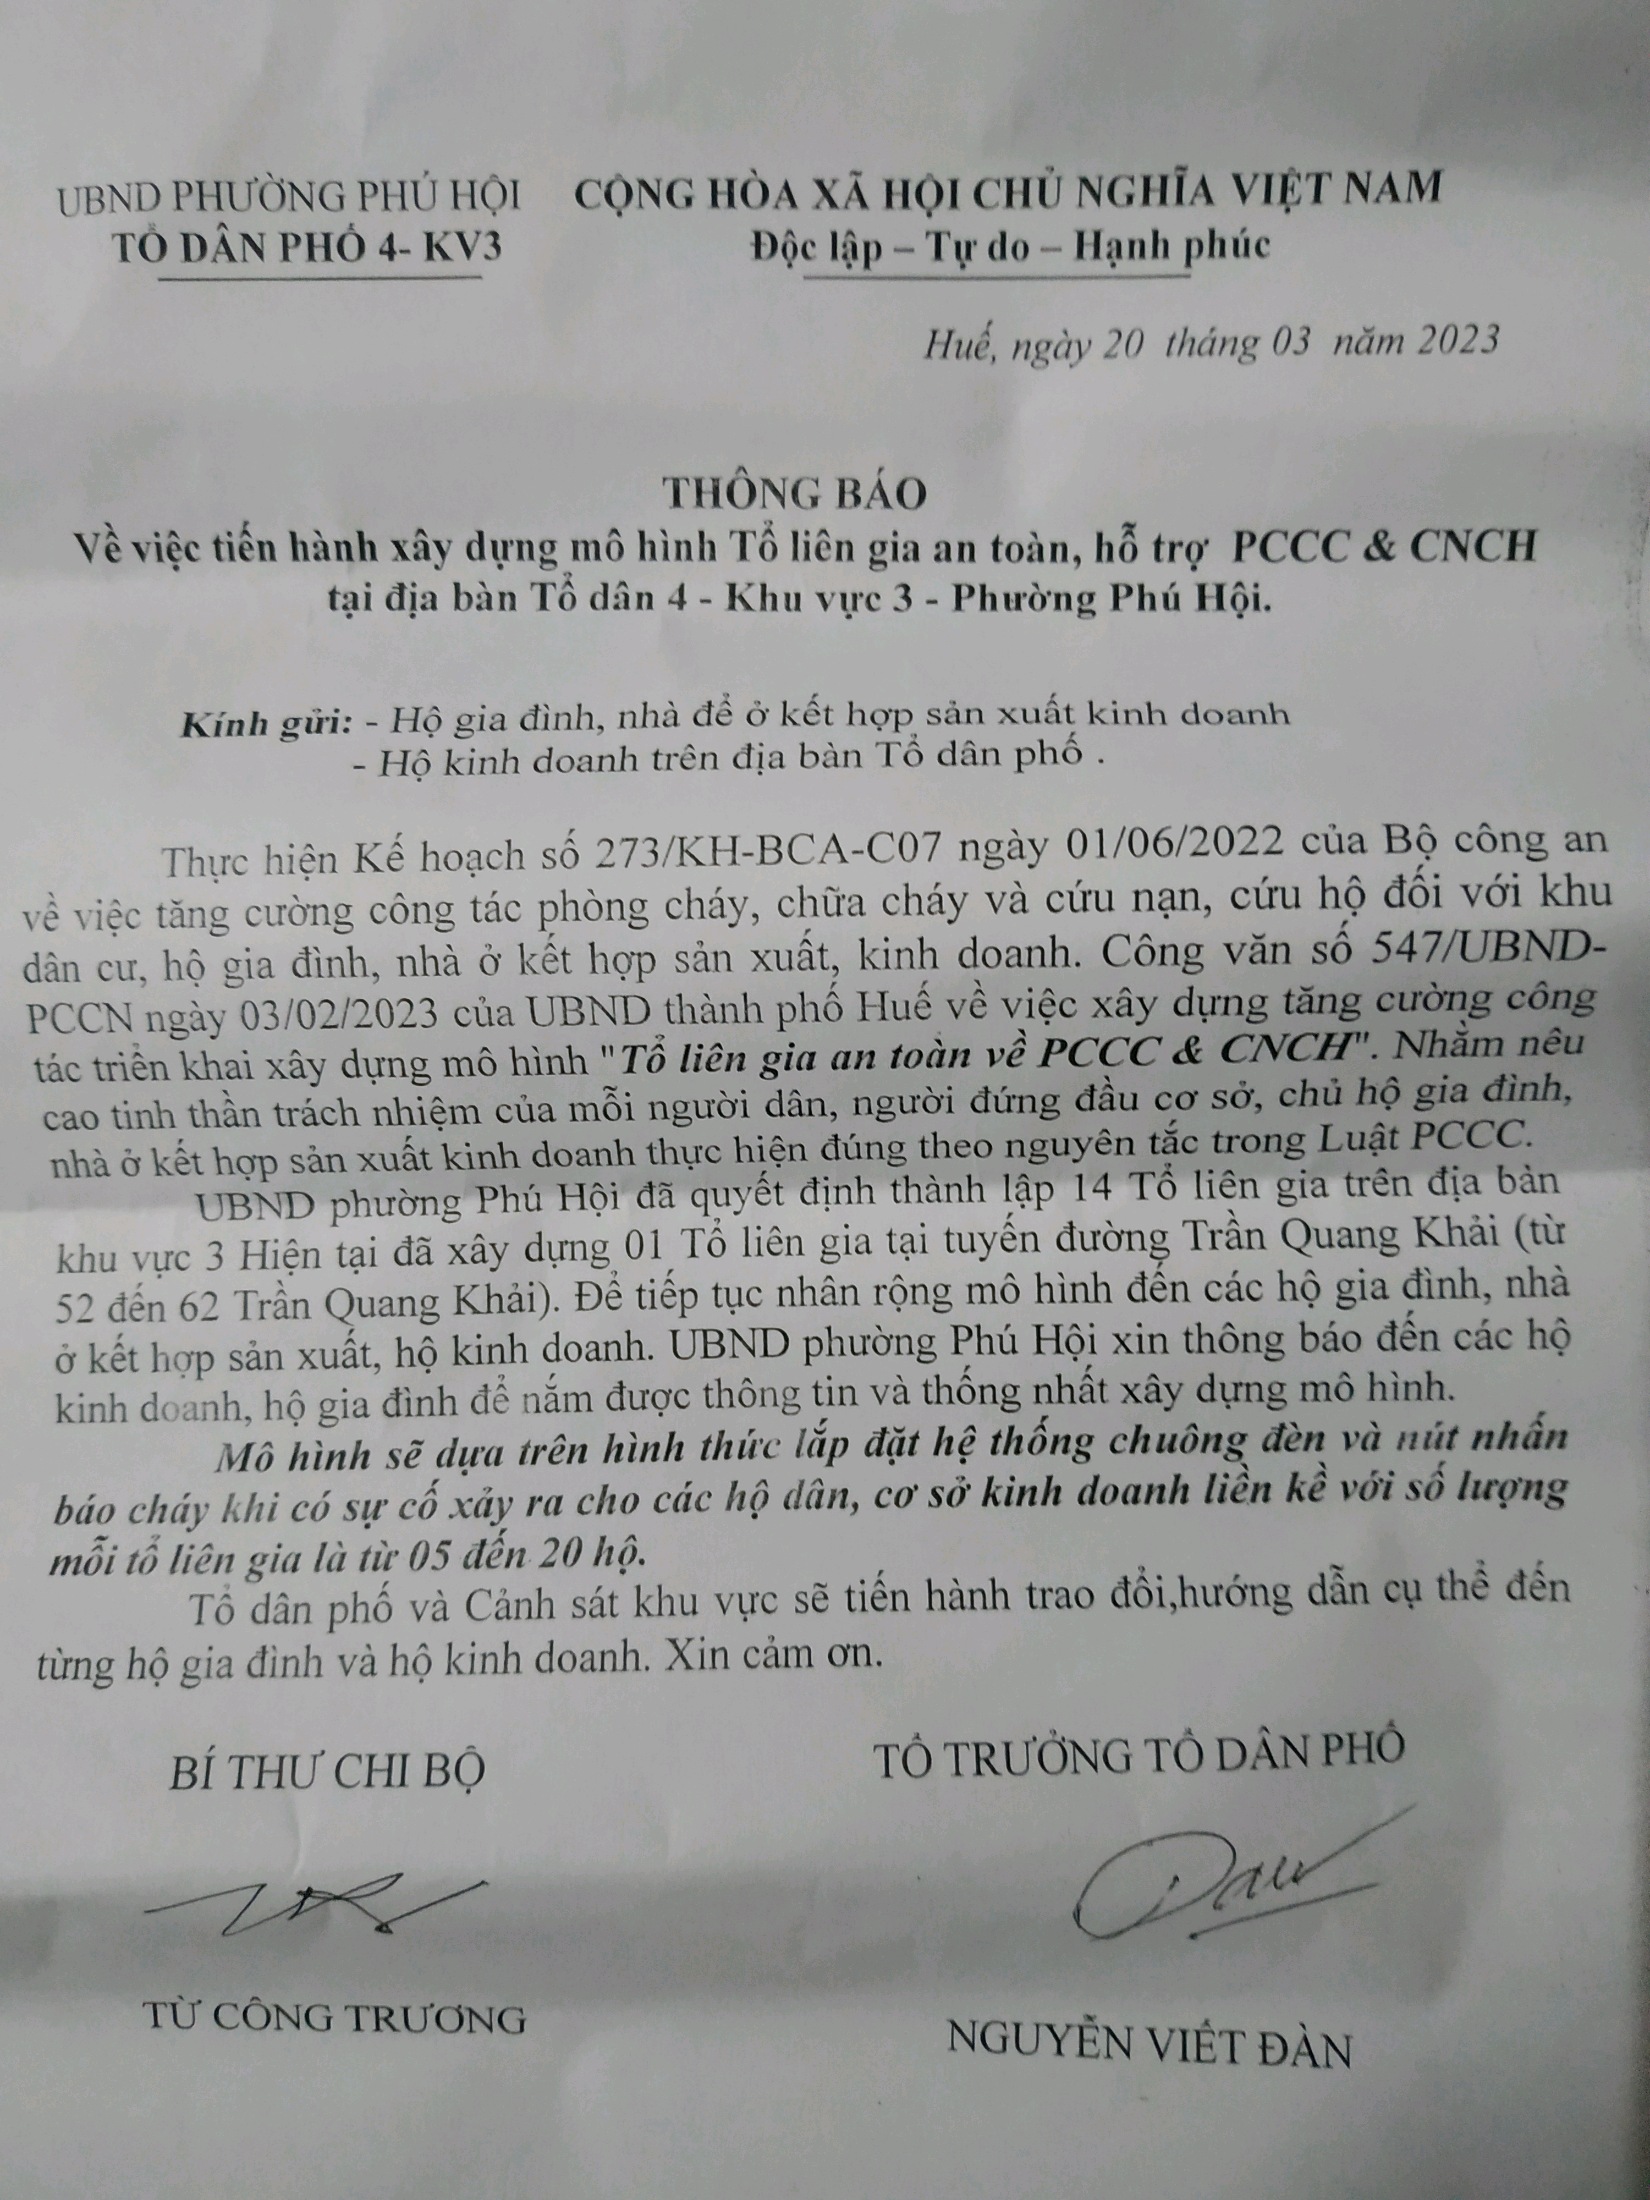 UBND PHƯỜNG PHÚ HỘI
TỔ DÂN PHỐ 4- KV3
CỘNG HÒA XÃ HỘI CHỦ NGHĨA VIỆT NAM
Độc lập – Tự do – Hạnh phúc
Huế, ngày 20 tháng 03 năm 2023
THÔNG BÁO
Về việc tiến hành xây dựng mô hình Tổ liên gia an toàn, hỗ trợ PCCC & CNCH
tại địa bàn Tổ dân 4 - Khu vực 3 - Phường Phú Hội.
Kính gửi: - Hộ gia đình, nhà để ở kết hợp sản xuất kinh doanh
- Hộ kinh doanh trên địa bàn Tổ dân phố .
Thực hiện Kế hoạch số 273/KH-BCA-C07 ngày 01/06/2022 của Bộ công an
về việc tăng cường công tác phòng cháy, chữa cháy và cứu nạn, cứu hộ đối với khu
dân cư, hộ gia đình, nhà ở kết hợp sản xuất, kinh doanh. Công văn số 547/UBND-
PCCN ngày 03/02/2023 của UBND thành phố Huế về việc xây dựng tăng cường công
tác triển khai xây dựng mô hình "Tổ liên gia an toàn về PCCC & CNCH". Nhằm nêu
cao tinh thần trách nhiệm của mỗi người dân, người đứng đầu cơ sở, chủ hộ gia đình,
nhà ở kết hợp sản xuất kinh doanh thực hiện đúng theo nguyên tắc trong Luật PCCC.
UBND phường Phú Hội đã quyết định thành lập 14 Tổ liên gia trên địa bàn
khu vực 3 Hiện tại đã xây dựng 01 Tổ liên gia tại tuyến đường Trần Quang Khải (từ
52 đến 62 Trần Quang Khải). Để tiếp tục nhân rộng mô hình đến các hộ gia đình, nhà
ở kết hợp sản xuất, hộ kinh doanh. UBND phường Phú Hội xin thông báo đến các hộ
kinh doanh, hộ gia đình để nắm được thông tin và thống nhất xây dựng mô hình.
Mô hình sẽ dựa trên hình thức lắp đặt hệ thống chuông đèn và nút nhấn
báo cháy khi có sự cố xảy ra cho các hộ dân, cơ sở kinh doanh liền kề với số lượng
mỗi tổ liên gia là từ 05 đến 20 hộ.
Tổ dân phố và Cảnh sát khu vực sẽ tiến hành trao đổi,hướng dẫn cụ thể đến
từng hộ gia đình và hộ kinh doanh. Xin cảm ơn.
BÍ THƯ CHI BỘ
TỔ TRƯỞNG TỔ DÂN PHỐ
TỪ CÔNG TRƯƠNG
NGUYỄN VIẾT ĐÀN